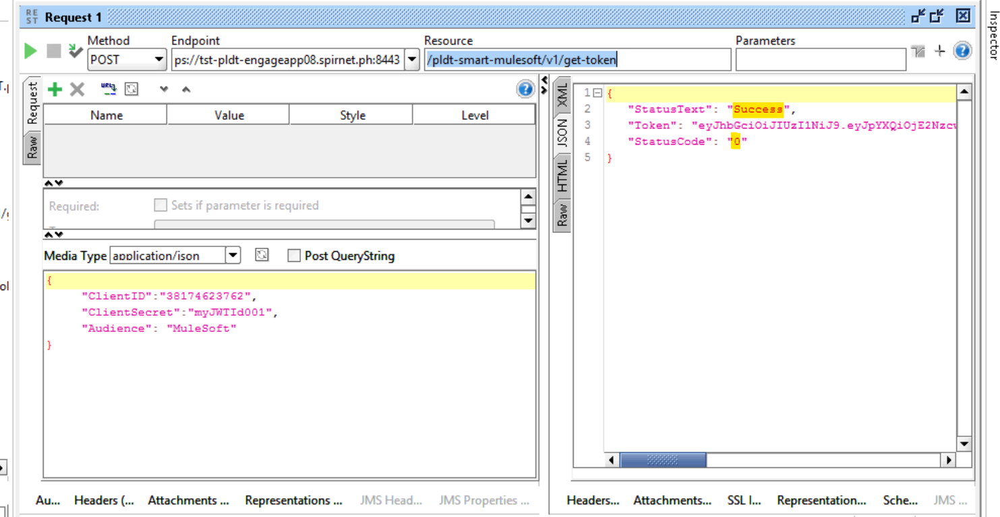 REST Request 1
Inspector
Method Endpoint Resource Parameters
POST ps://tst-pldt-engageapp08.spirnet.ph:8443 /pldt-smart-mulesoft/v1/get-token
Request
Raw
Name Value Style Level
Required: Sets if parameter is required
Media Type application/json Post QueryString
{
"ClientID":"38174623762",
"ClientSecret":"myJWTId001",
"Audience": "MuleSoft"
}
Au... Headers (... Attachments ... Representations ... JMS Head... JMS Properties ...
XML
JSON
HTML
Raw
1 {
2 "StatusText": "Success",
3 "Token": "eyJhbGciOiJIUzI1NiJ9.eyJpYXQiOjE2Nzcw
4 "StatusCode": "0"
5 }
Headers... Attachments... SSL I... Representation... Sche... JMS ...